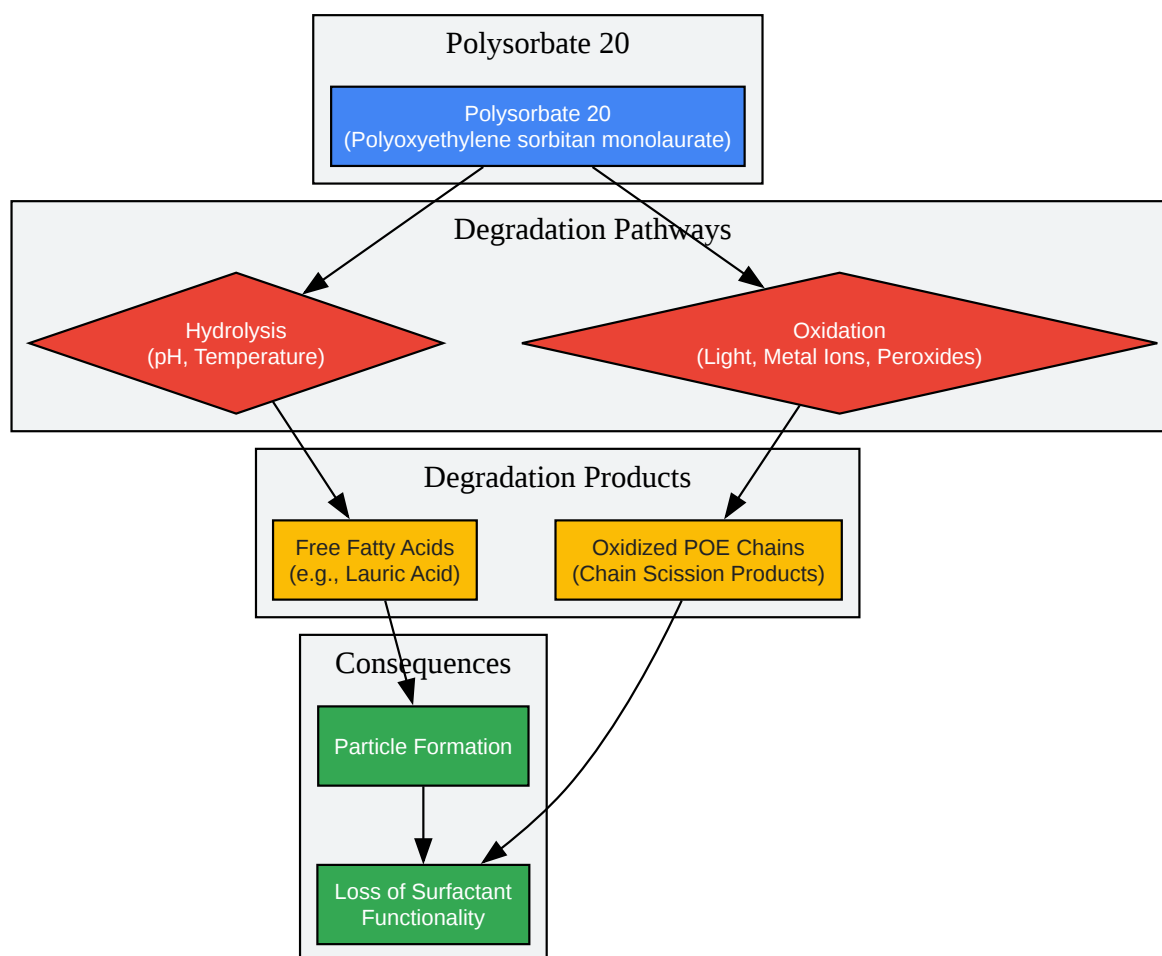 Polysorbate 20
Polysorbate 20
(Polyoxyethylene sorbitan monolaurate)
Degradation Pathways
Hydrolysis
(pH, Temperature)
Oxidation
(Light, Metal Ions, Peroxides)
Degradation Products
Free Fatty Acids
(e.g., Lauric Acid)
Oxidized POE Chains
(Chain Scission Products)
Consequences
Particle Formation
Loss of Surfactant
Functionality